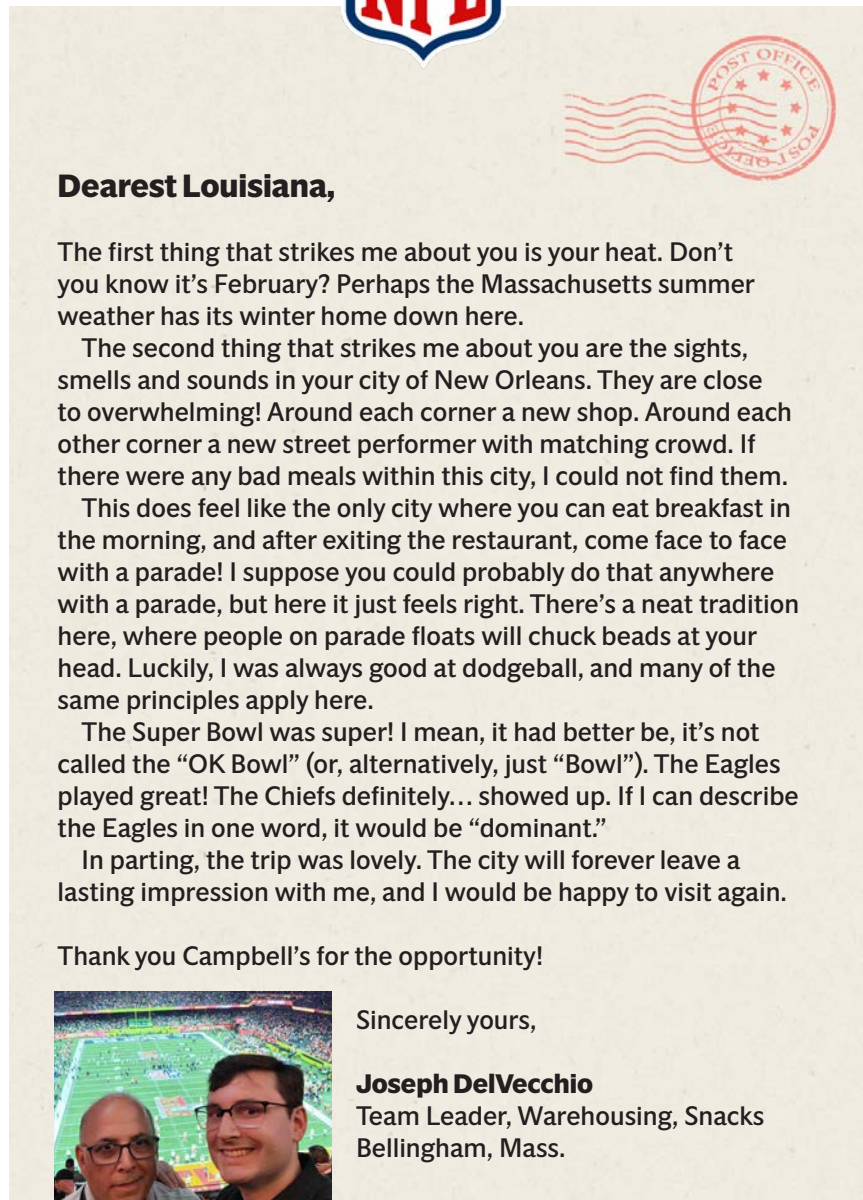 NFL
POST OFFICE
POST OFFICE
Dearest Louisiana,
The first thing that strikes me about you is your heat. Don’t
you know it’s February? Perhaps the Massachusetts summer
weather has its winter home down here.
The second thing that strikes me about you are the sights,
smells and sounds in your city of New Orleans. They are close
to overwhelming! Around each corner a new shop. Around each
other corner a new street performer with matching crowd. If
there were any bad meals within this city, I could not find them.
This does feel like the only city where you can eat breakfast in
the morning, and after exiting the restaurant, come face to face
with a parade! I suppose you could probably do that anywhere
with a parade, but here it just feels right. There’s a neat tradition
here, where people on parade floats will chuck beads at your
head. Luckily, I was always good at dodgeball, and many of the
same principles apply here.
The Super Bowl was super! I mean, it had better be, it’s not
called the “OK Bowl” (or, alternatively, just “Bowl”). The Eagles
played great! The Chiefs definitely… showed up. If I can describe
the Eagles in one word, it would be “dominant.”
In parting, the trip was lovely. The city will forever leave a
lasting impression with me, and I would be happy to visit again.
Thank you Campbell’s for the opportunity!
Sincerely yours,
Joseph DelVecchio
Team Leader, Warehousing, Snacks
Bellingham, Mass.